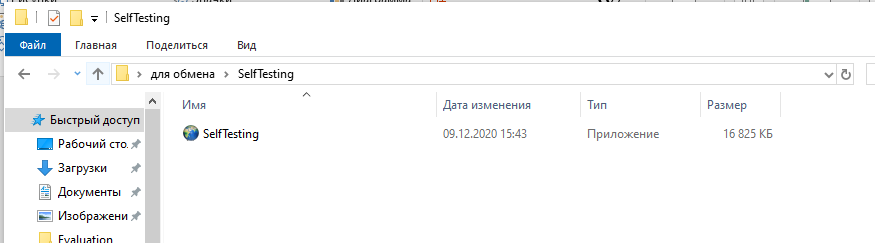 SelfTesting
Файл Главная Поделиться Вид
для обмена SelfTesting
Имя Дата изменения Тип Размер
Быстрый доступ
SelfTesting 09.12.2020 15:43 Приложение 16 825 КБ
Рабочий сто.
Загрузки
Документы
Изображени
Evaluation